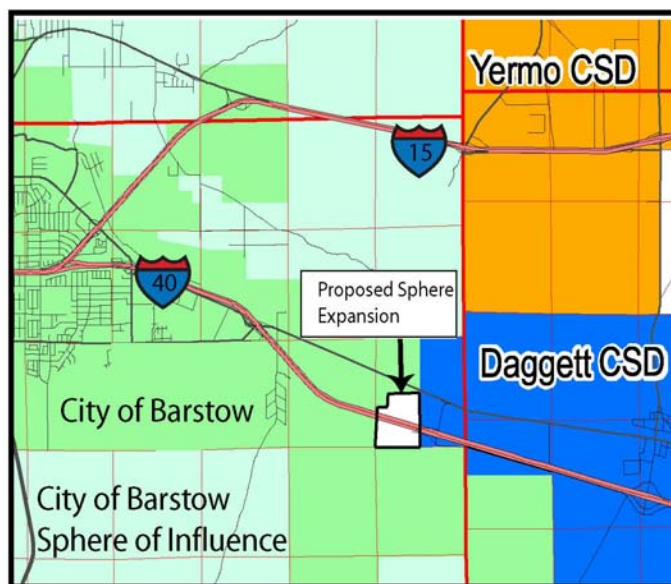 Yermo CSD
15
40
Proposed Sphere
Expansion
Daggett CSD
City of Barstow
City of Barstow
Sphere of Influence